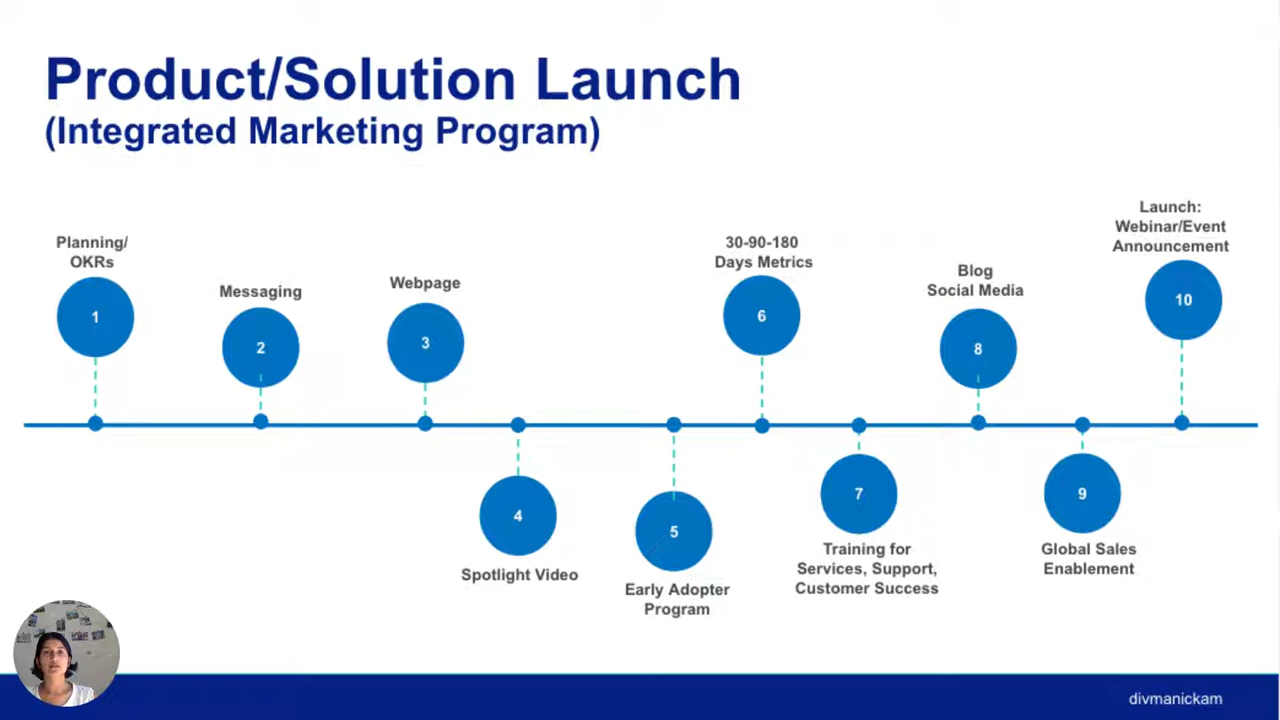 Product/Solution Launch
(Integrated Marketing Program)
Planning/
OKRs
1
Messaging
2
Webpage
3
4
Spotlight Video
5
Early Adopter
Program
30-90-180
Days Metrics
6
7
Training for
Services, Support,
Customer Success
Blog
Social Media
8
9
Global Sales
Enablement
Launch:
Webinar/Event
Announcement
10
divmanickam